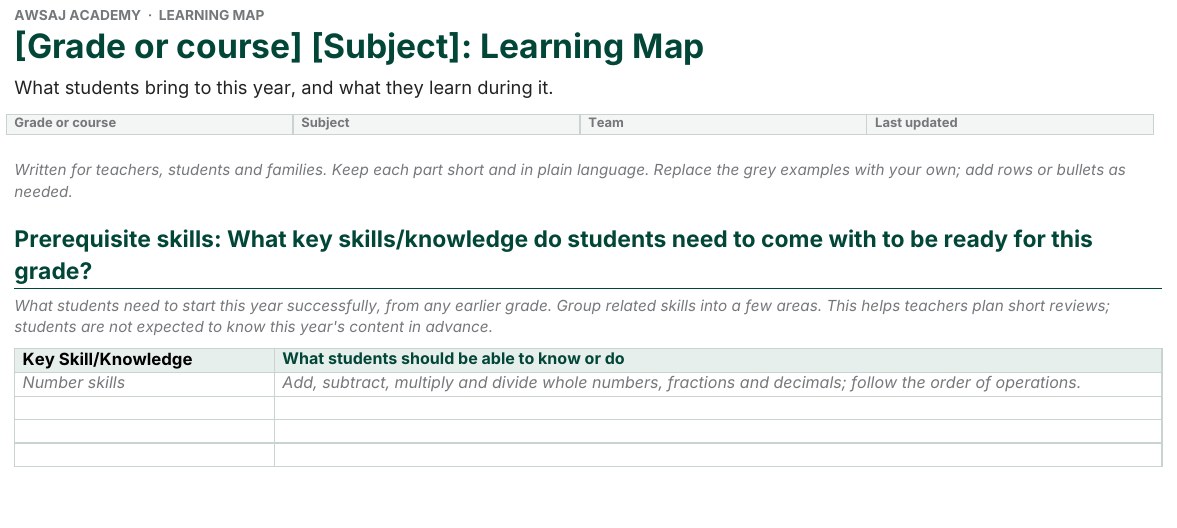 AWSAJ ACADEMY · LEARNING MAP
[Grade or course] [Subject]: Learning Map
What students bring to this year, and what they learn during it.
Grade or course Subject Team Last updated
Written for teachers, students and families. Keep each part short and in plain language. Replace the grey examples with your own; add rows or bullets as
needed.
Prerequisite skills: What key skills/knowledge do students need to come with to be ready for this
grade?
What students need to start this year successfully, from any earlier grade. Group related skills into a few areas. This helps teachers plan short reviews;
students are not expected to know this year's content in advance.
Key Skill/Knowledge What students should be able to know or do
Number skills Add, subtract, multiply and divide whole numbers, fractions and decimals; follow the order of operations.